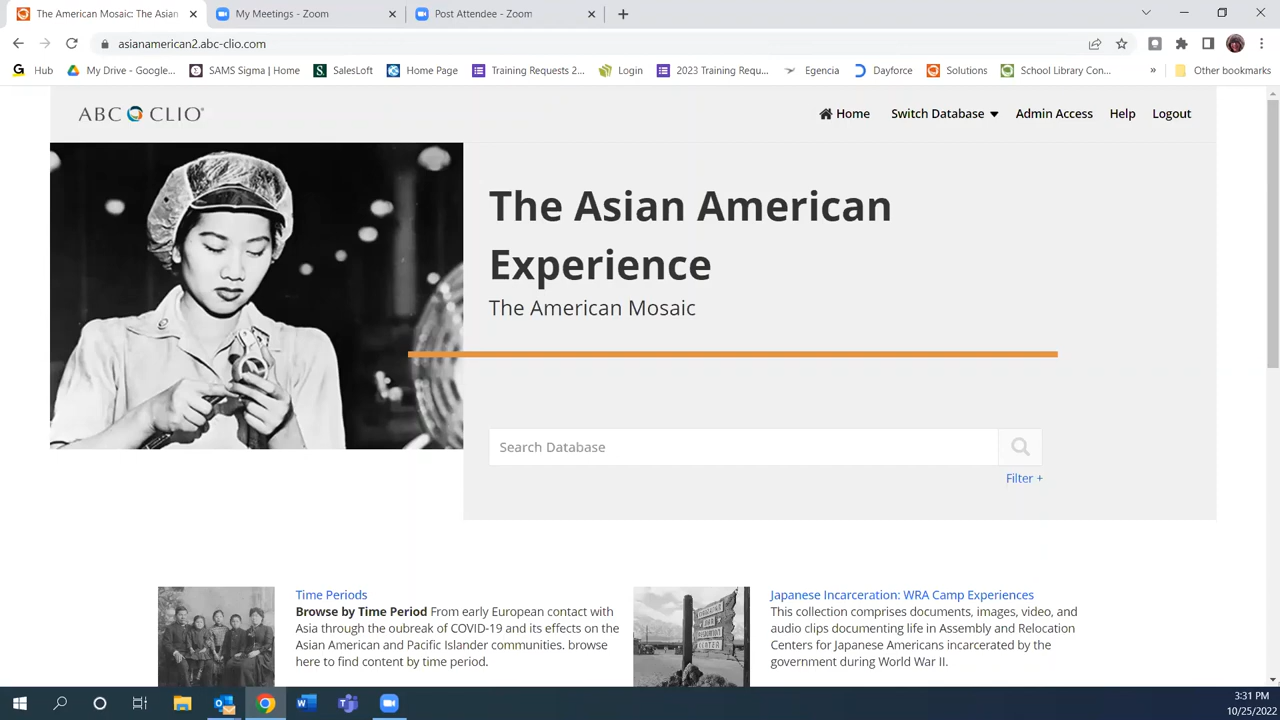 The American Mosaic: The Asian
My Meetings - Zoom
Post Attendee - Zoom
asianamerican2.abc-clio.com
Hub
My Drive - Google...
SAMS Sigma | Home
SalesLoft
Home Page
Training Requests 2...
Login
2023 Training Requ...
Egencia
Dayforce
Solutions
School Library Con...
»
Other bookmarks
ABC CLIO
Home
Switch Database
Admin Access
Help
Logout
The Asian American
Experience
The American Mosaic
Search Database
Filter +
Time Periods
Browse by Time Period From early European contact with
Asia through the oubreak of COVID-19 and its effects on the
Asian American and Pacific Islander communities. browse
here to find content by time period.
Japanese Incarceration: WRA Camp Experiences
This collection comprises documents, images, video, and
audio clips documenting life in Assembly and Relocation
Centers for Japanese Americans incarcerated by the
government during World War II.
3:31 PM
10/25/2022